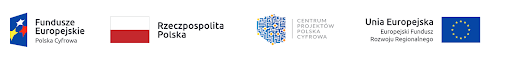 Fundusze
Europejskie
Polska Cyfrowa
Rzeczpospolita
Polska
CENTRUM
PROJEKTÓW
POLSKA
CYFROWA
Unia Europejska
Europejski Fundusz
Rozwoju Regionalnego